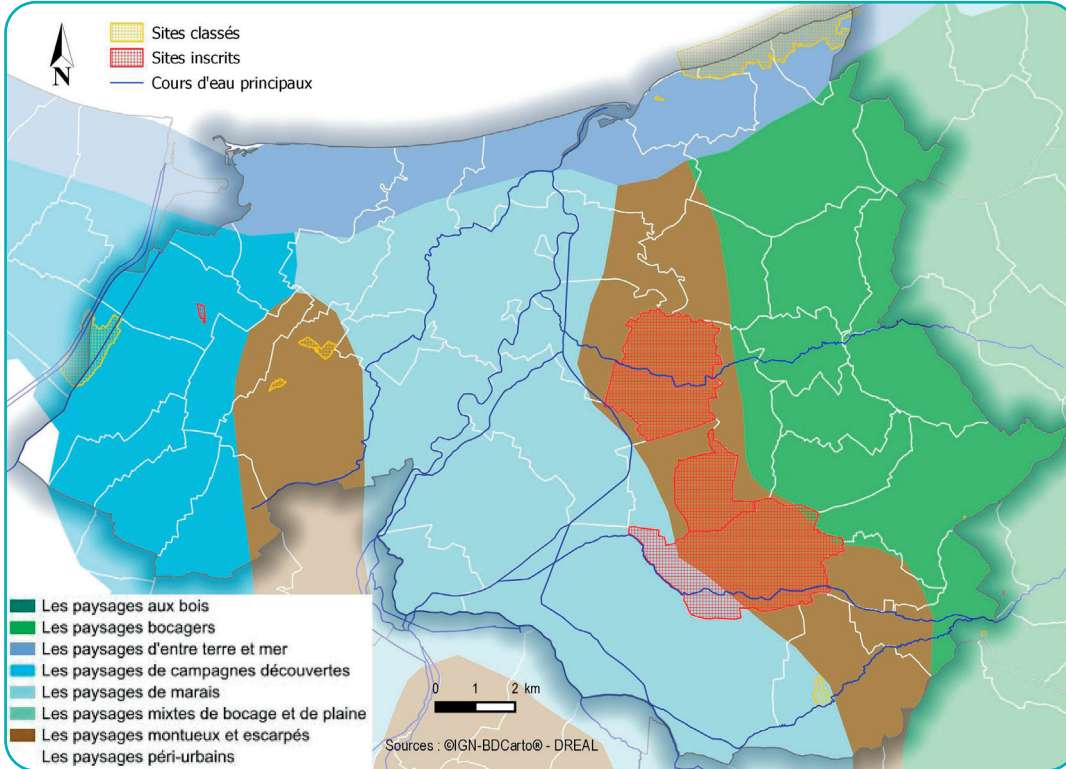 Sites classés
Sites inscrits
Cours d'eau principaux
N
Les paysages aux bois
Les paysages bocagers
Les paysages d'entre terre et mer
Les paysages de campagnes découvertes
Les paysages de marais
Les paysages mixtes de bocage et de plaine
Les paysages montueux et escarpés
Les paysages péri-urbains
0 1 2 km
Sources : ©IGN-BDCarto® - DREAL